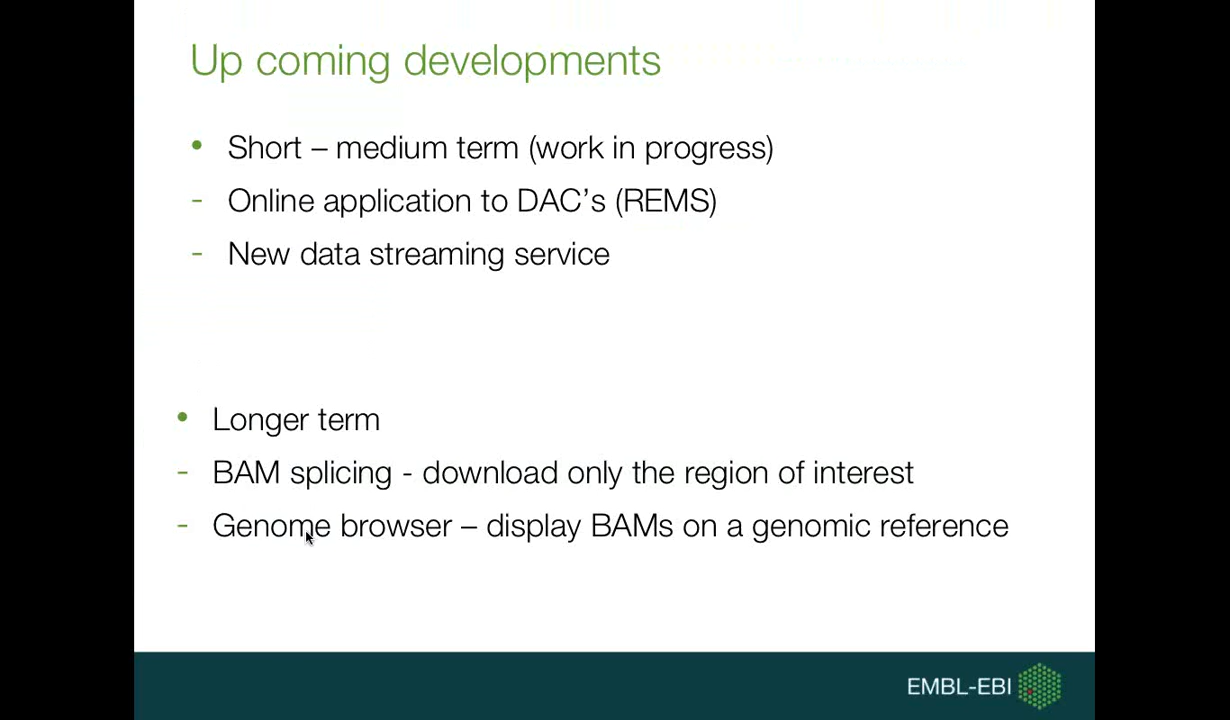 Up coming developments
• Short – medium term (work in progress)
- Online application to DAC’s (REMS)
- New data streaming service
• Longer term
- BAM splicing - download only the region of interest
- Genome browser – display BAMs on a genomic reference
EMBL-EBI